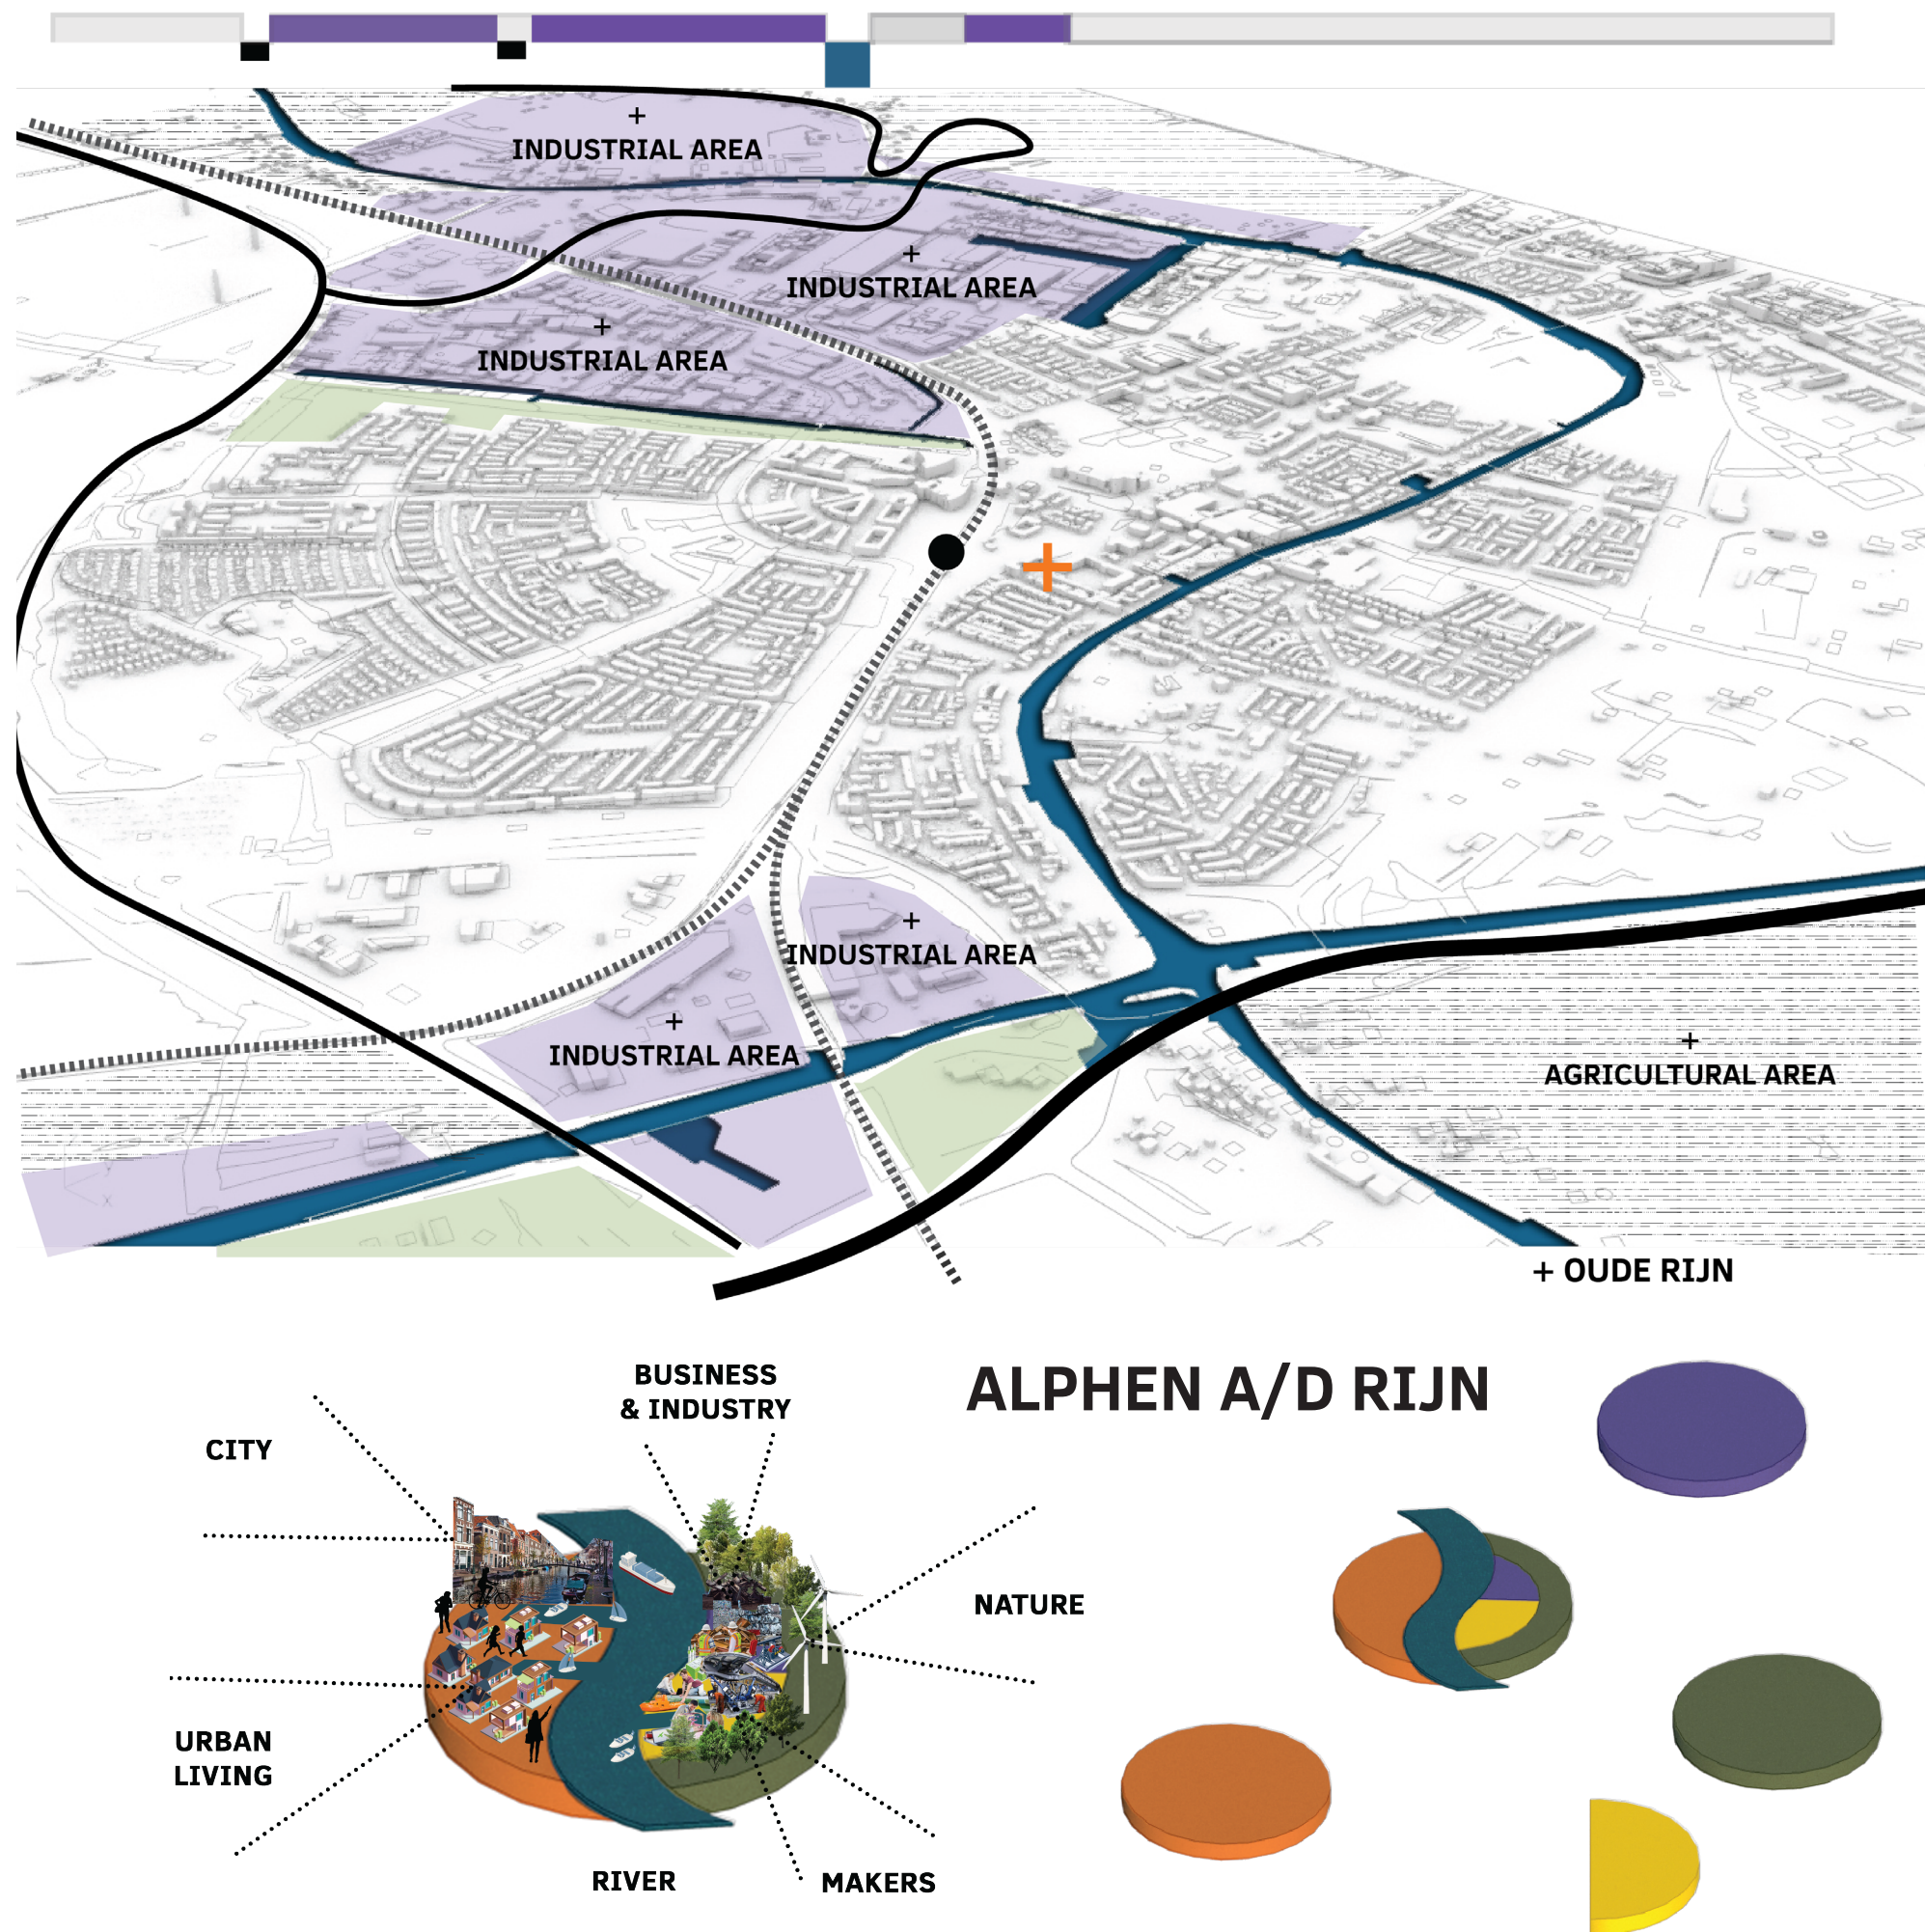 +
INDUSTRIAL AREA
+
INDUSTRIAL AREA
+
INDUSTRIAL AREA
+
INDUSTRIAL AREA
+
INDUSTRIAL AREA
+
AGRICULTURAL AREA
+ OUDE RIJN
ALPHEN A/D RIJN
BUSINESS
& INDUSTRY
CITY
NATURE
URBAN
LIVING
RIVER
MAKERS